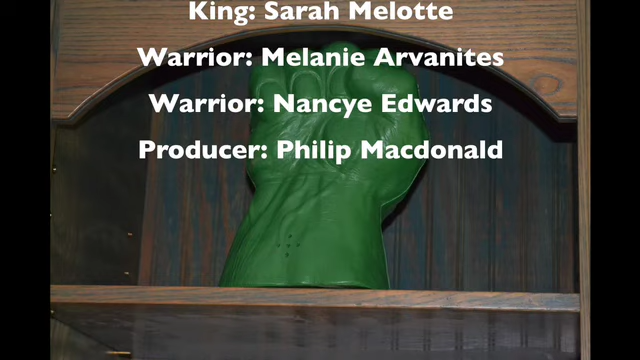 King: Sarah Melotte
Warrior: Melanie Arvanites
Warrior: Nancye Edwards
Producer: Philip Macdonald